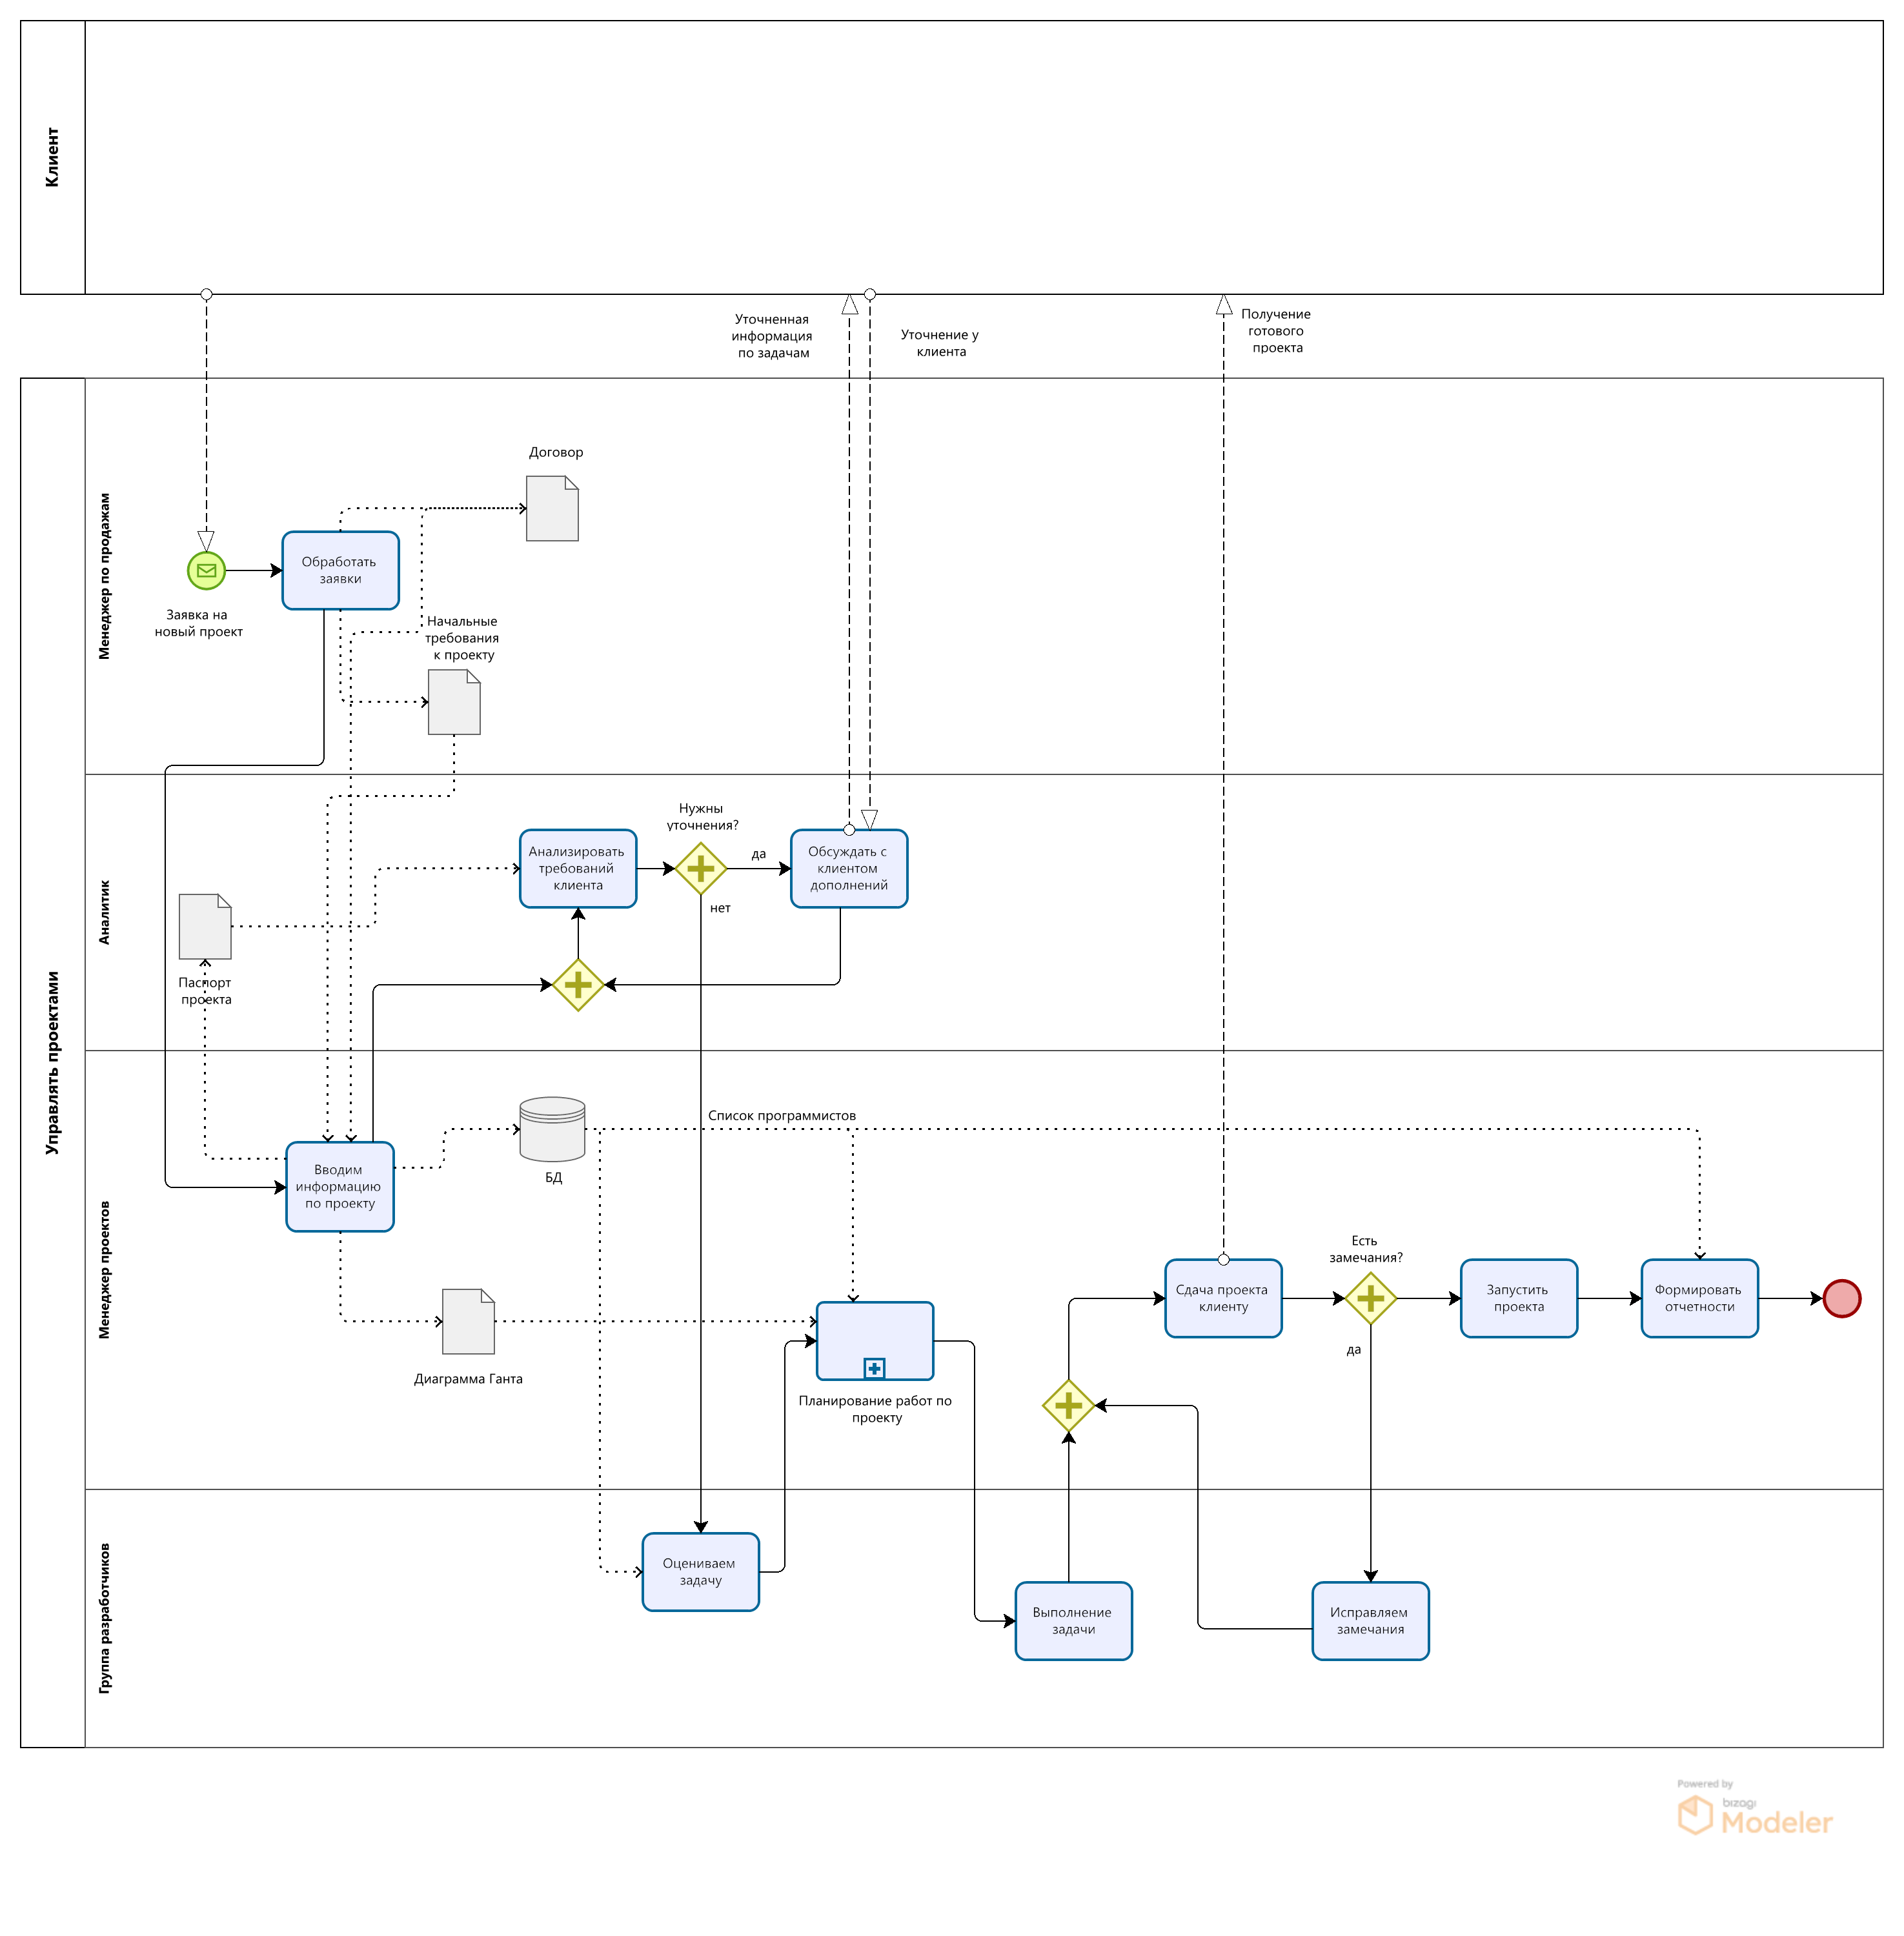 Клиент
Уточненная
информация
по задачам
Уточнение у
клиента
Получение
готового
проекта
Управлять проектами
Менеджер по продажам
Договор
Обработать
заявки
Заявка на
новый проект
Начальные
требования
к проекту
Аналитик
Нужны
уточнения?
Анализировать
требований
клиента
да
Обсуждать с
клиентом
дополнений
нет
Паспорт
проекта
Менеджер проектов
Список программистов
БД
Вводим
информацию
по проекту
Есть
замечания?
Сдача проекта
клиенту
Запустить
проекта
Формировать
отчетности
да
Диаграмма Ганта
Планирование работ по
проекту
Группа разработчиков
Оцениваем
задачу
Выполнение
задачи
Исправляем
замечания
Powered by
bizagi
Modeler